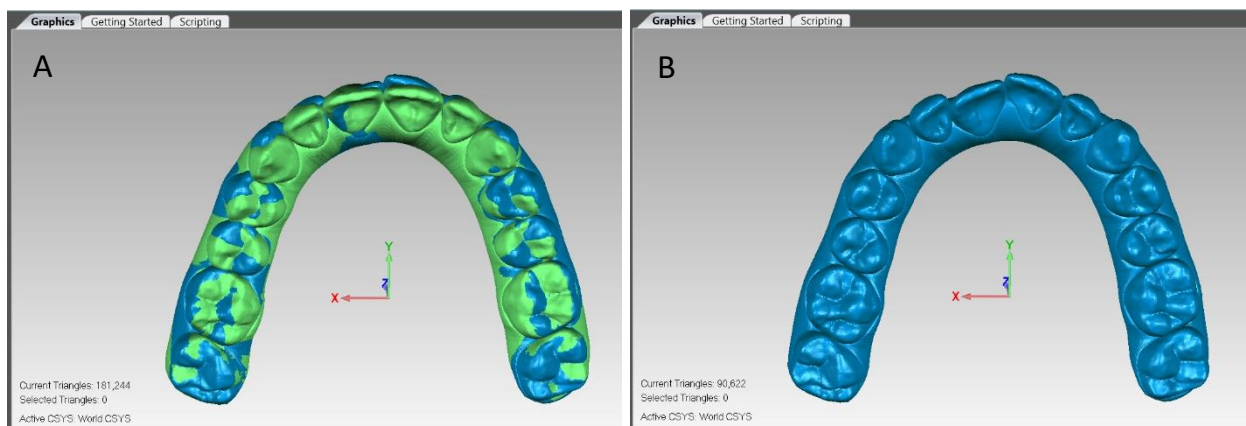 Graphics Getting Started Scripting
A
Y
Z
X
Current Triangles: 181,244
Selected Triangles: 0
Active CSYS: World CSYS
Graphics Getting Started Scripting
B
Y
Z
X
Current Triangles: 90,622
Selected Triangles: 0
Active CSYS: World CSYS